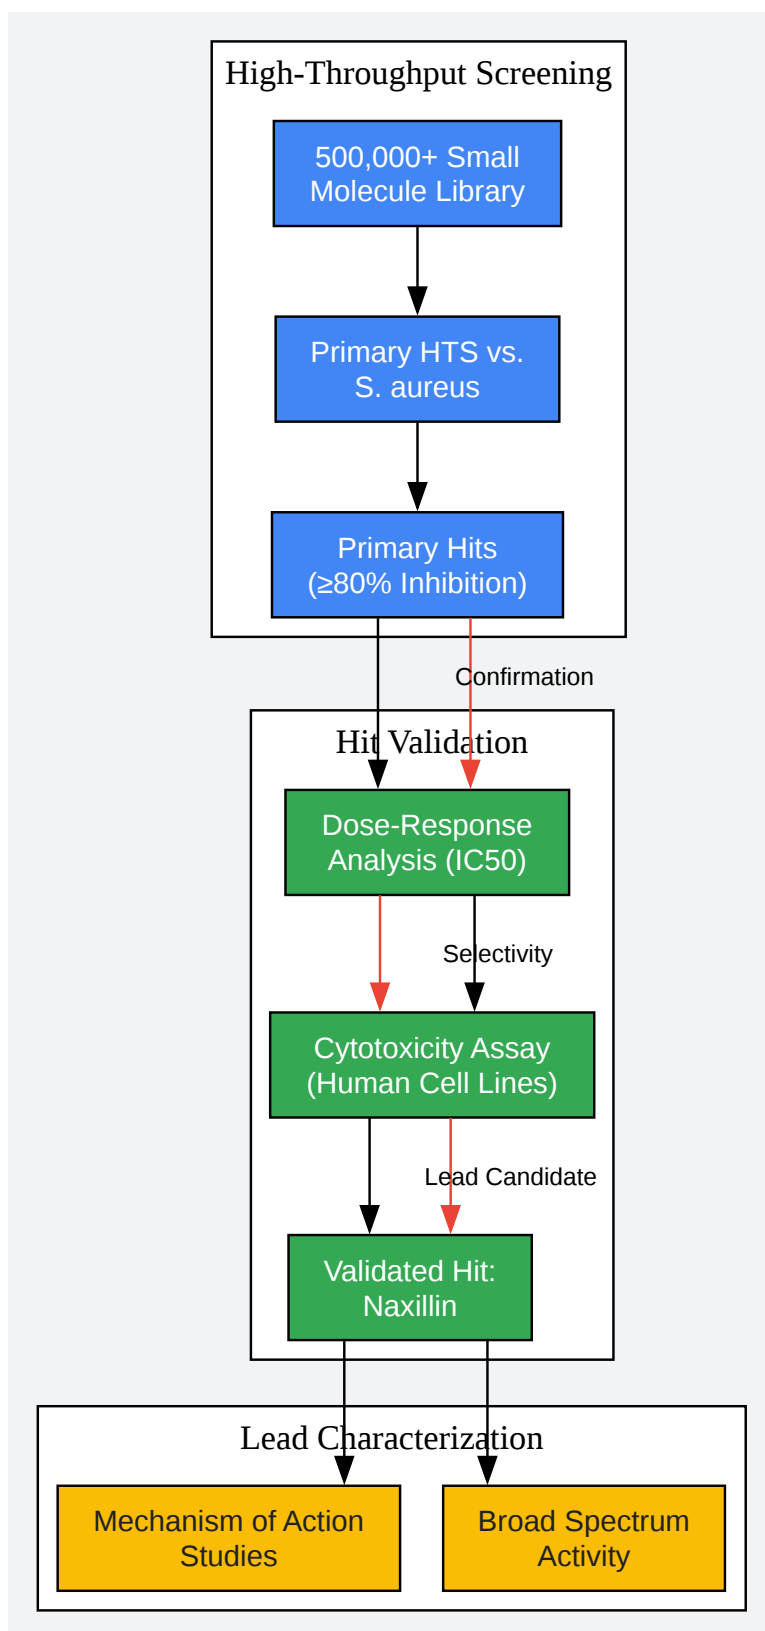 High-Throughput Screening
500,000+ Small
Molecule Library
Primary HTS vs.
S. aureus
Primary Hits
(≥80% Inhibition)
Confirmation
Hit Validation
Dose-Response
Analysis (IC50)
Selectivity
Cytotoxicity Assay
(Human Cell Lines)
Lead Candidate
Validated Hit:
Naxillin
Lead Characterization
Mechanism of Action
Studies
Broad Spectrum
Activity